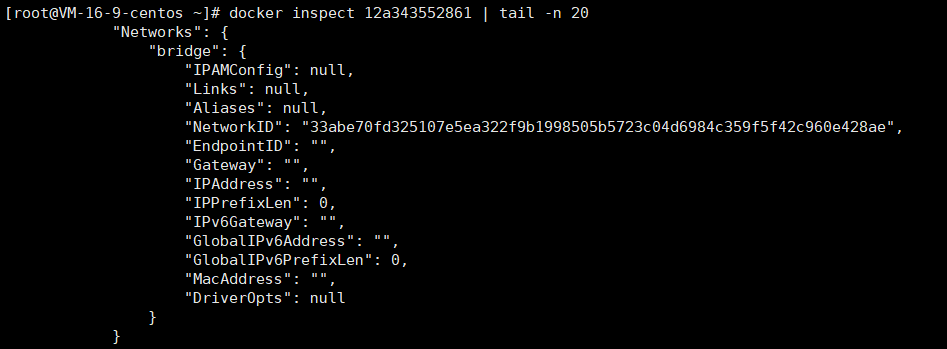 [root@VM-16-9-centos ~]# docker inspect 12a343552861 | tail -n 20
            "Networks": {
                "bridge": {
                    "IPAMConfig": null,
                    "Links": null,
                    "Aliases": null,
                    "NetworkID": "33abe70fd325107e5ea322f9b1998505b5723c04d6984c359f5f42c960e428ae",
                    "EndpointID": "",
                    "Gateway": "",
                    "IPAddress": "",
                    "IPPrefixLen": 0,
                    "IPv6Gateway": "",
                    "GlobalIPv6Address": "",
                    "GlobalIPv6PrefixLen": 0,
                    "MacAddress": "",
                    "DriverOpts": null
                }
            }